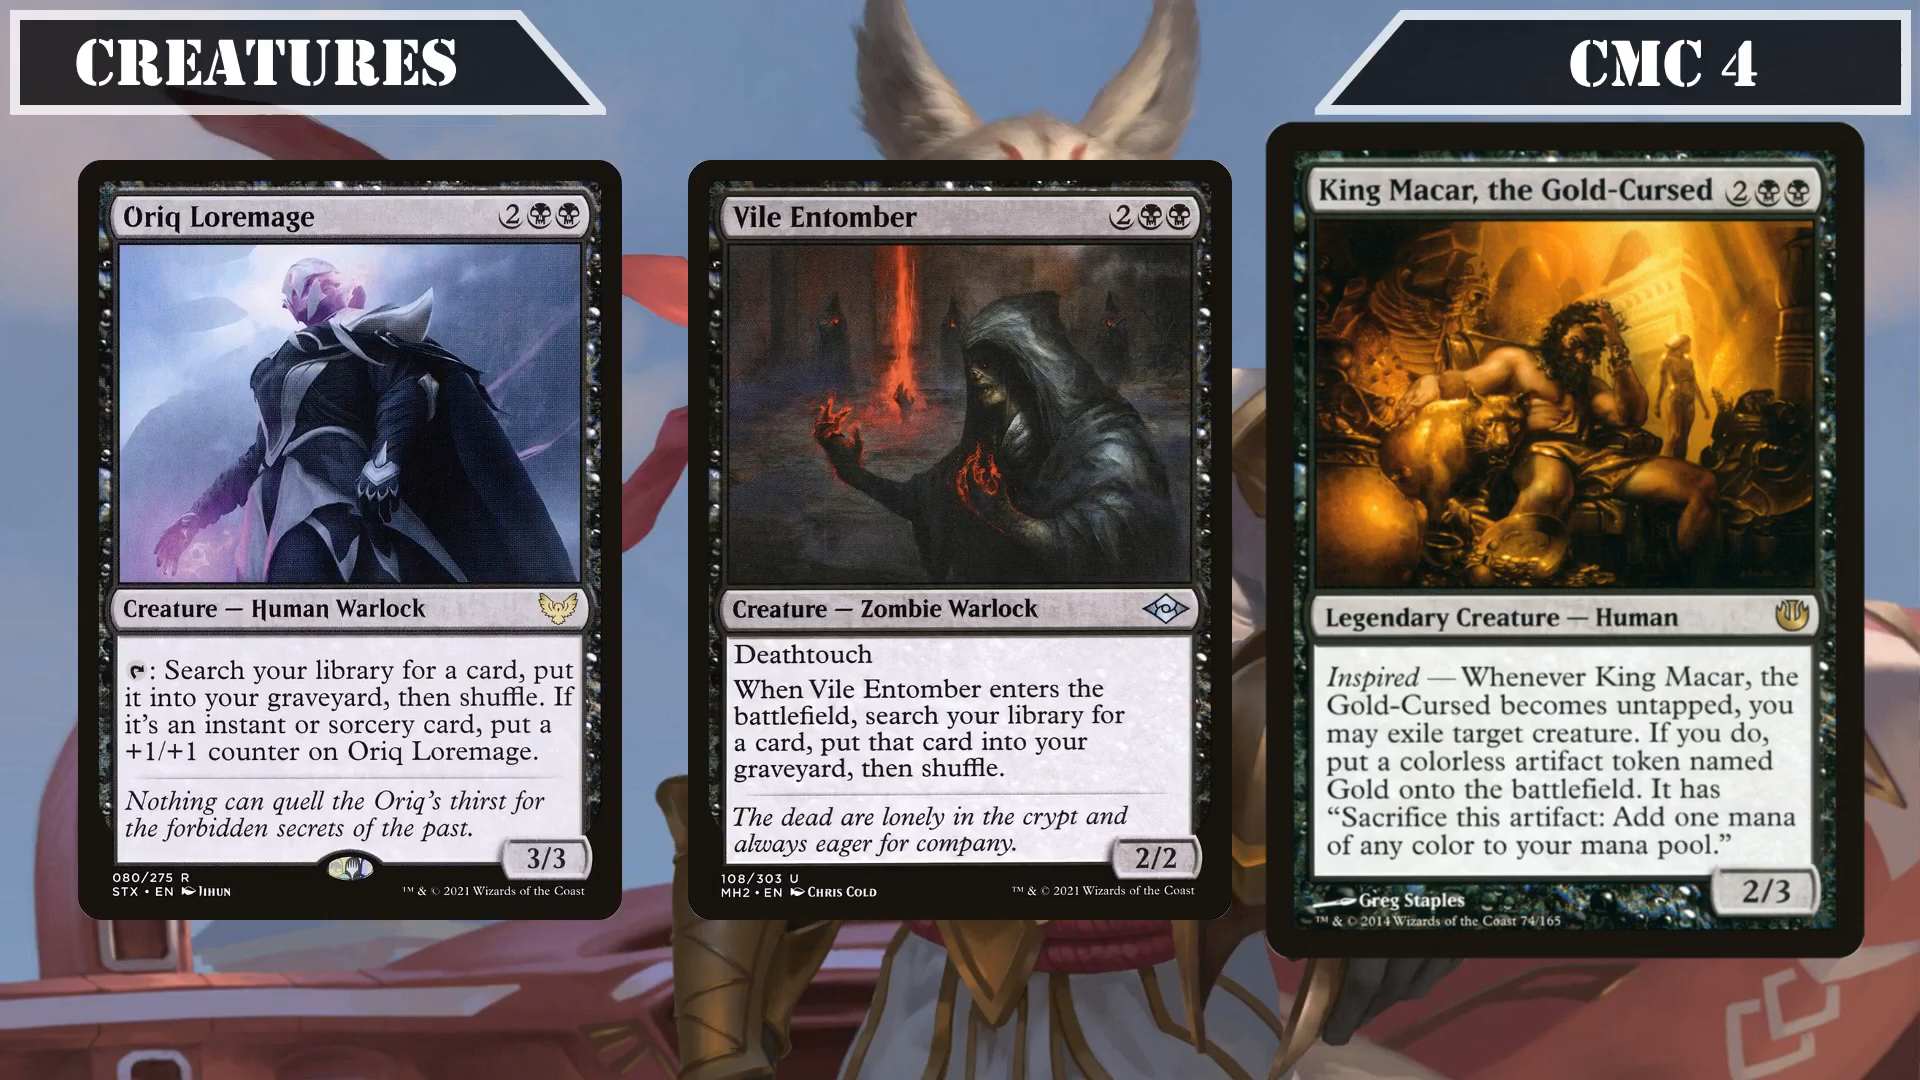 CREATURES
CMC 4
Oriq Loremage 2
Creature — Human Warlock
: Search your library for a card, put
it into your graveyard, then shuffle. If
it's an instant or sorcery card, put a
+1/+1 counter on Oriq Loremage.
Nothing can quell the Oriq's thirst for
the forbidden secrets of the past.
3/3
080/275 R
STX • EN JIHUN
™ & © 2021 Wizards of the Coast
Vile Entomber 2
Creature — Zombie Warlock
Deathtouch
When Vile Entomber enters the
battlefield, search your library for
a card, put that card into your
graveyard, then shuffle.
The dead are lonely in the crypt and
always eager for company.
2/2
108/303 U
MH2 • EN CHRIS COLD
™ & © 2021 Wizards of the Coast
King Macar, the Gold-Cursed 2
Legendary Creature — Human
Inspired — Whenever King Macar, the
Gold-Cursed becomes untapped, you
may exile target creature. If you do,
put a colorless artifact token named
Gold onto the battlefield. It has
“Sacrifice this artifact: Add one mana
of any color to your mana pool.”
2/3
Greg Staples
™ & © 2014 Wizards of the Coast 74/165